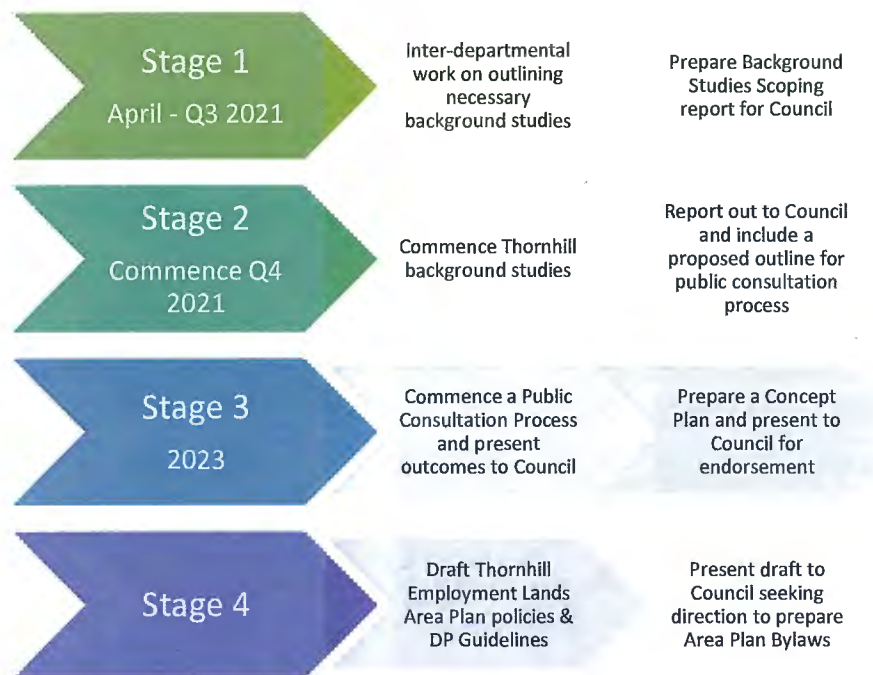 Stage 1
April - Q3 2021
Inter-departmental
work on outlining
necessary
background studies
Prepare Background
Studies Scoping
report for Council
Stage 2
Commence Q4
2021
Commence Thornhill
background studies
Report out to Council
and include a
proposed outline for
public consultation
process
Stage 3
2023
Commence a Public
Consultation Process
and present
outcomes to Council
Prepare a Concept
Plan and present to
Council for
endorsement
Stage 4
Draft Thornhill
Employment Lands
Area Plan policies &
DP Guidelines
Present draft to
Council seeking
direction to prepare
Area Plan Bylaws